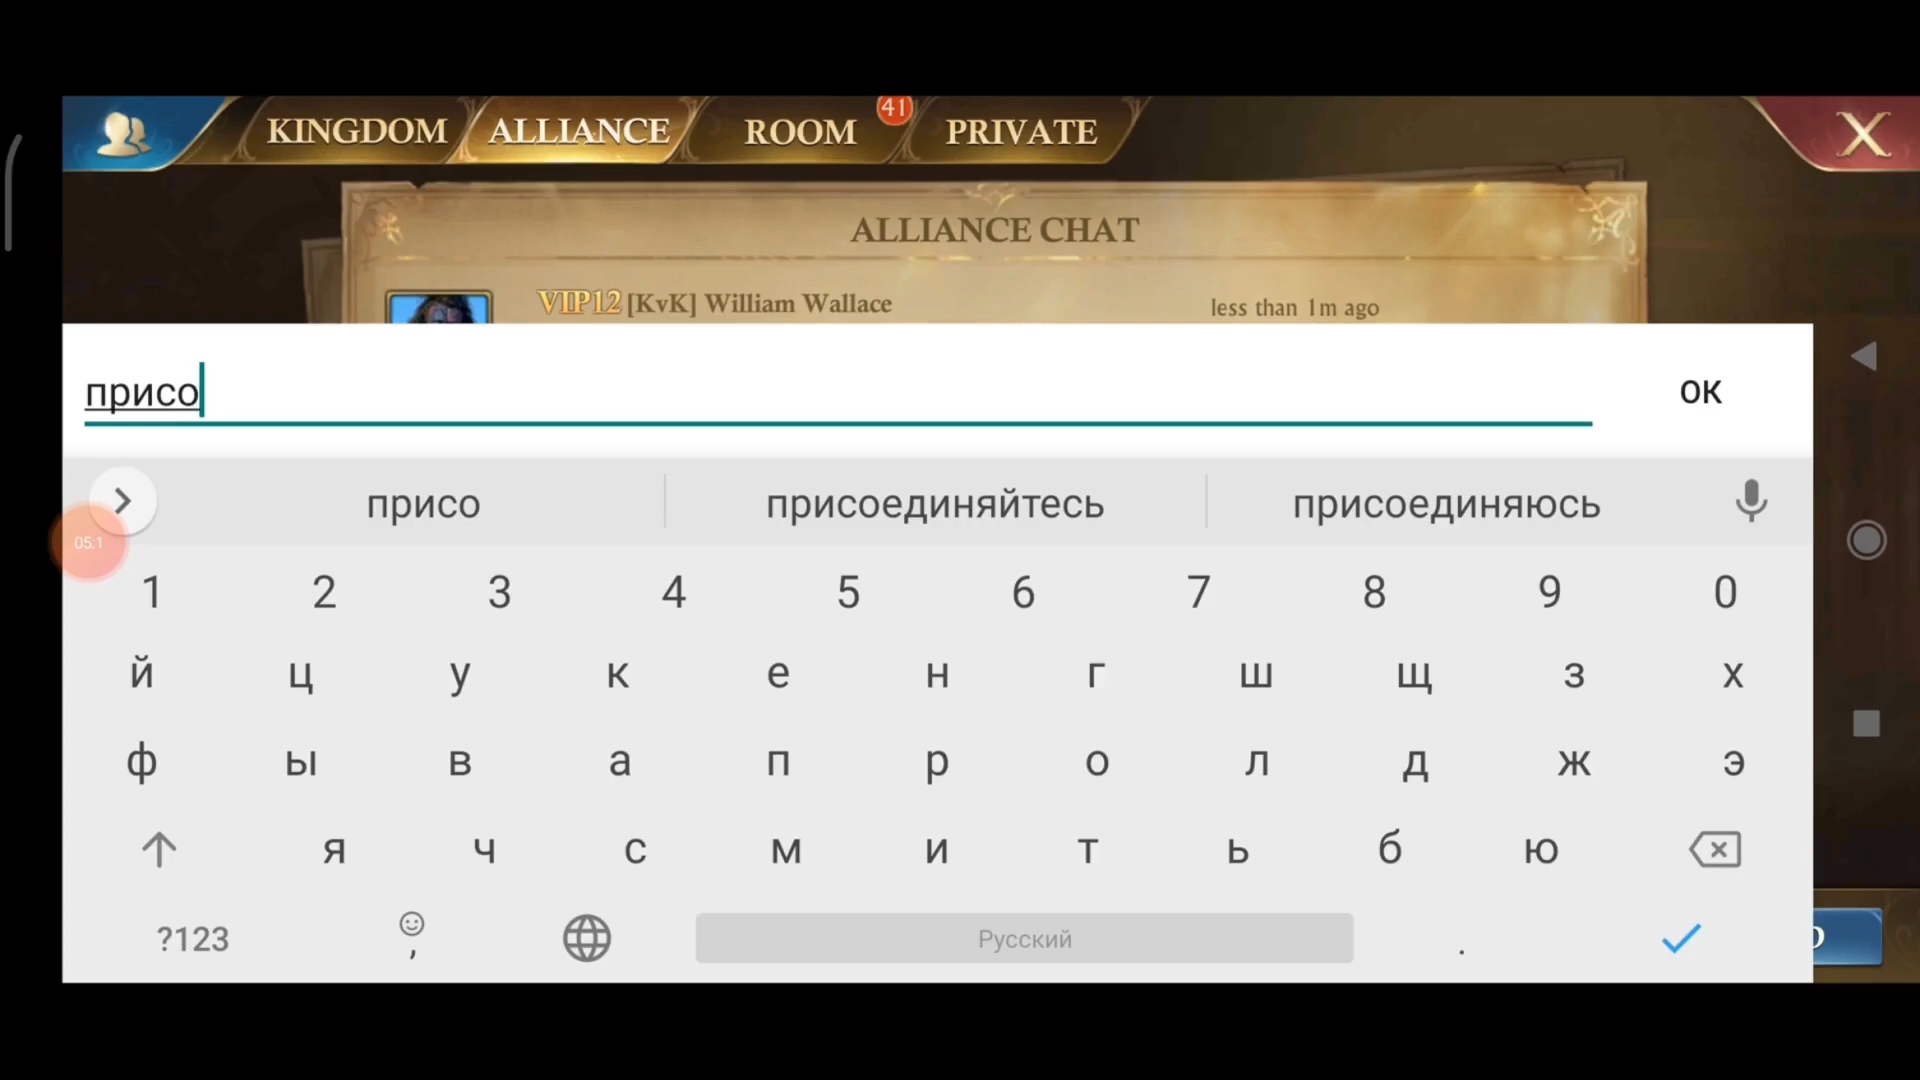 KINGDOM ALLIANCE ROOM 41 PRIVATE X
ALLIANCE CHAT
VIP12 [KvK] William Wallace less than 1m ago
присо ОК
присо присоединяйтесь присоединяюсь
05:1
1 2 3 4 5 6 7 8 9 0
й ц у к е н г ш щ з х
ф ы в а п р о л д ж э
я ч с м и т ь б ю
?123 , Русский .